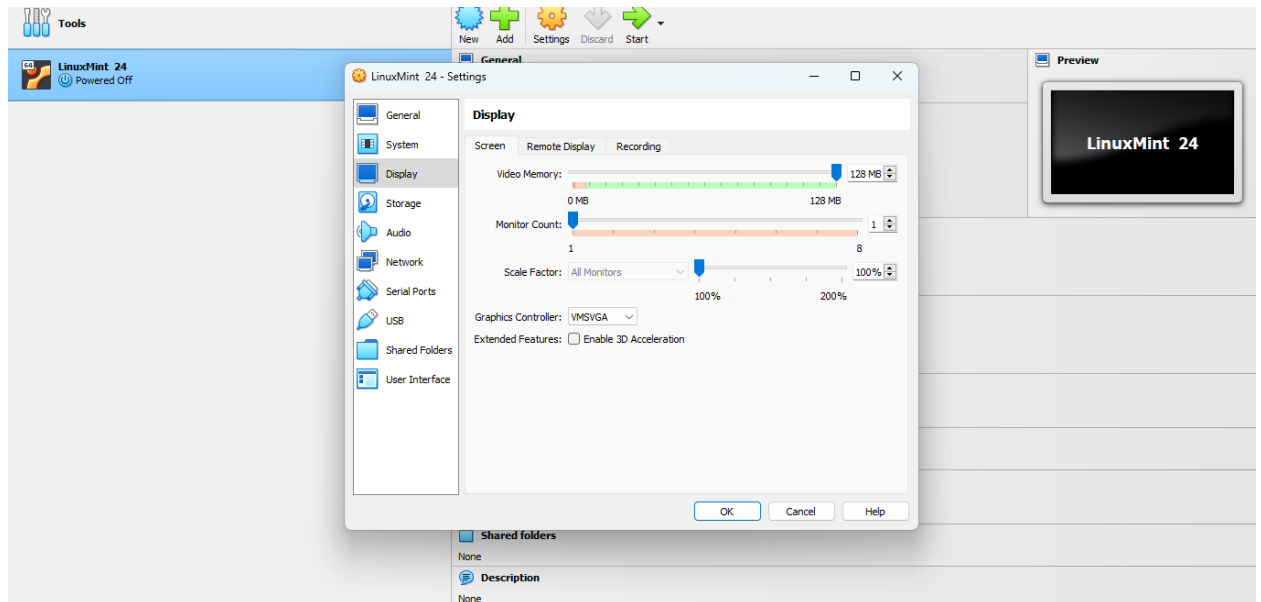 Tools
New Add Settings Discard Start
64
LinuxMint 24
Powered Off
General
Preview
LinuxMint 24
LinuxMint 24 - Settings
General
System
Display
Storage
Audio
Network
Serial Ports
USB
Shared Folders
User Interface
Display
Screen Remote Display Recording
Video Memory: 128 MB
0 MB 128 MB
Monitor Count: 1
1 8
Scale Factor: All Monitors 100%
100% 200%
Graphics Controller: VMSVGA
Extended Features: Enable 3D Acceleration
OK Cancel Help
Shared folders
None
Description
None